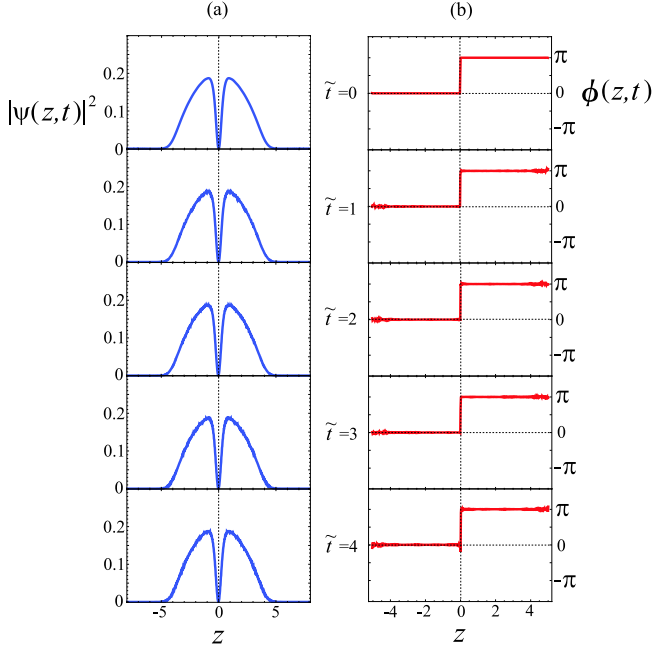 (a) (b)
0.2 π
|ψ(z,t)|² 0.1 t̃ =0 0 ϕ(z,t)
-π
0
0.2 π
0.1 t̃ =1 0
-π
0
0.2 π
0.1 t̃ =2 0
-π
0
0.2 π
0.1 t̃ =3 0
-π
0
0.2 π
0.1 t̃ =4 0
-π
0
-5 0 5 -4 -2 0 2 4
z z